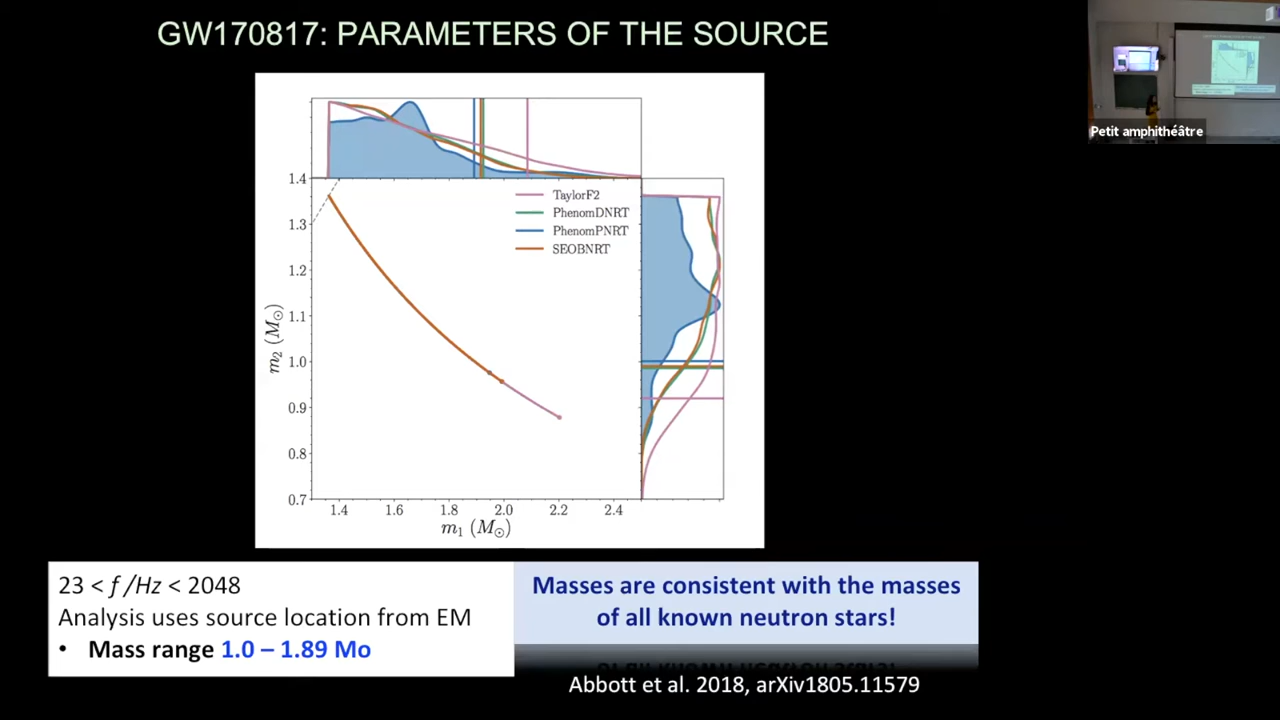 GW170817: PARAMETERS OF THE SOURCE
Petit amphithéâtre
TaylorF2
PhenomDNRT
PhenomPNRT
SEOBNRT
1.4
1.3
1.2
1.1
1.0
0.9
0.8
0.7
m₂ (M⊙)
1.4 1.6 1.8 2.0 2.2 2.4
m₁ (M⊙)
23 < f /Hz < 2048
Analysis uses source location from EM
• Mass range 1.0 – 1.89 Mo
Masses are consistent with the masses
of all known neutron stars!
Abbott et al. 2018, arXiv1805.11579